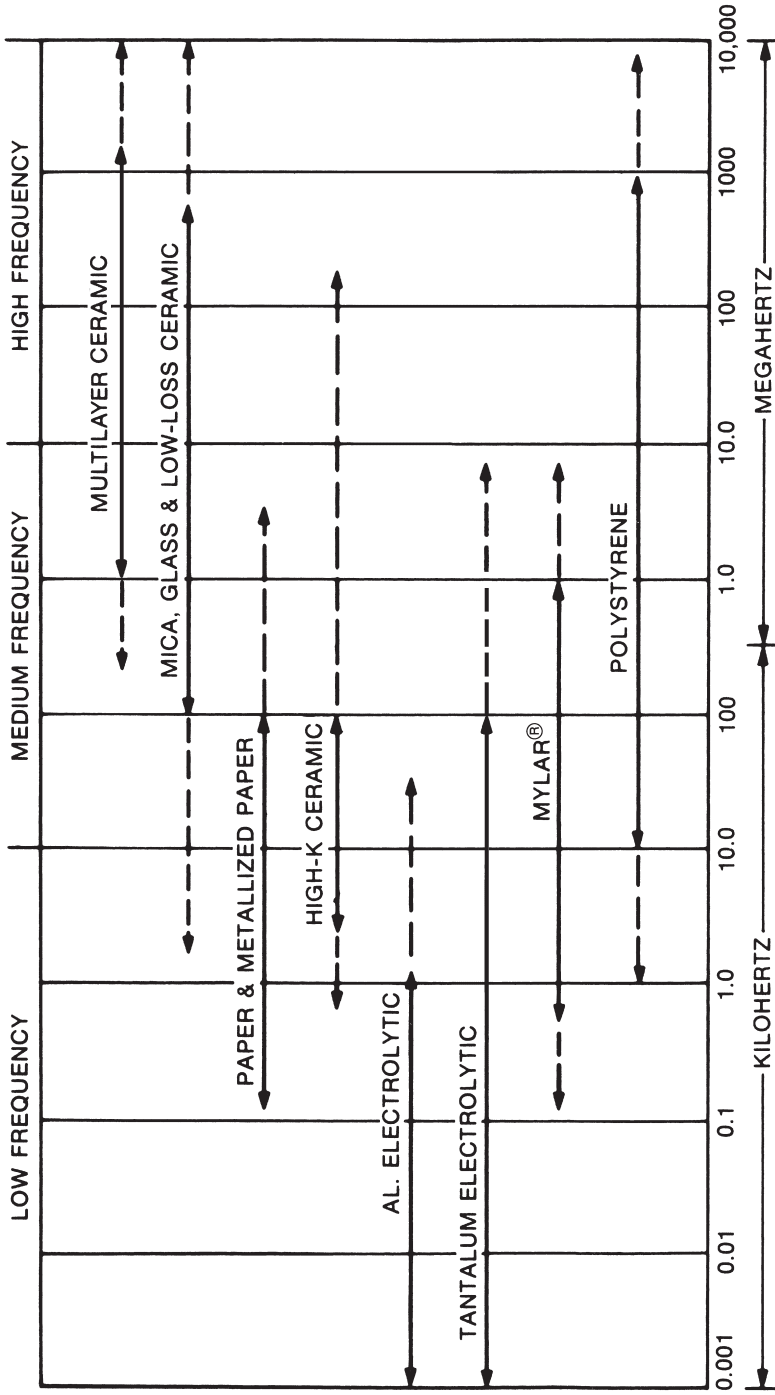 LOW FREQUENCY
MEDIUM FREQUENCY
HIGH FREQUENCY
MULTILAYER CERAMIC
MICA, GLASS & LOW-LOSS CERAMIC
PAPER & METALLIZED PAPER
HIGH-K CERAMIC
AL. ELECTROLYTIC
TANTALUM ELECTROLYTIC
MYLAR®
POLYSTYRENE
0.001 0.01 0.1 1.0 10.0 100 1.0 10.0 100 1000 10,000
KILOHERTZ MEGAHERTZ